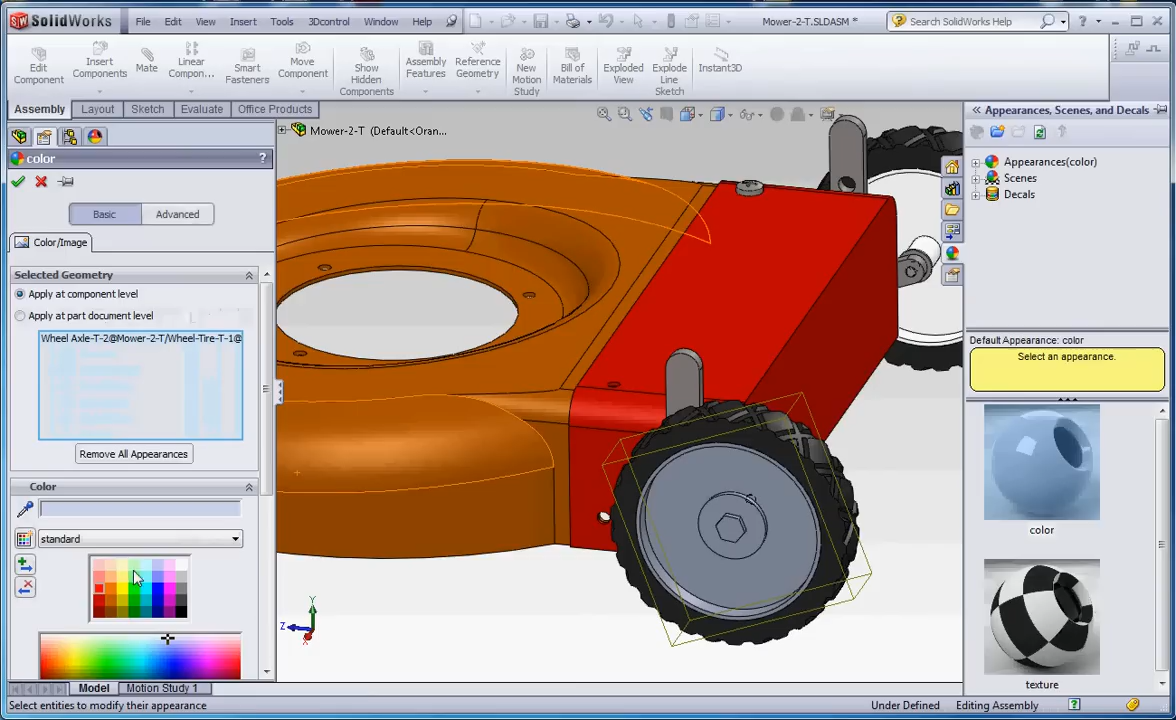 SolidWorks File Edit View Insert Tools 3Dcontrol Window Help Mower-2-T.SLDASM * Search SolidWorks Help
Edit Component
Insert Components
Mate
Linear Compon...
Smart Fasteners
Move Component
Show Hidden Components
Assembly Features
Reference Geometry
New Motion Study
Bill of Materials
Exploded View
Explode Line Sketch
Instant3D
Assembly Layout Sketch Evaluate Office Products
Mower-2-T (Default<Oran...
color ?
Basic Advanced
Color/Image
Selected Geometry
Apply at component level
Apply at part document level
Wheel Axle-T-2@Mower-2-T/Wheel-Tire-T-1@
Remove All Appearances
Color
standard
Y
Z
X
Appearances, Scenes, and Decals
Appearances(color)
Scenes
Decals
Default Appearance: color
Select an appearance.
color
texture
Model Motion Study 1
Select entities to modify their appearance Under Defined Editing Assembly ?